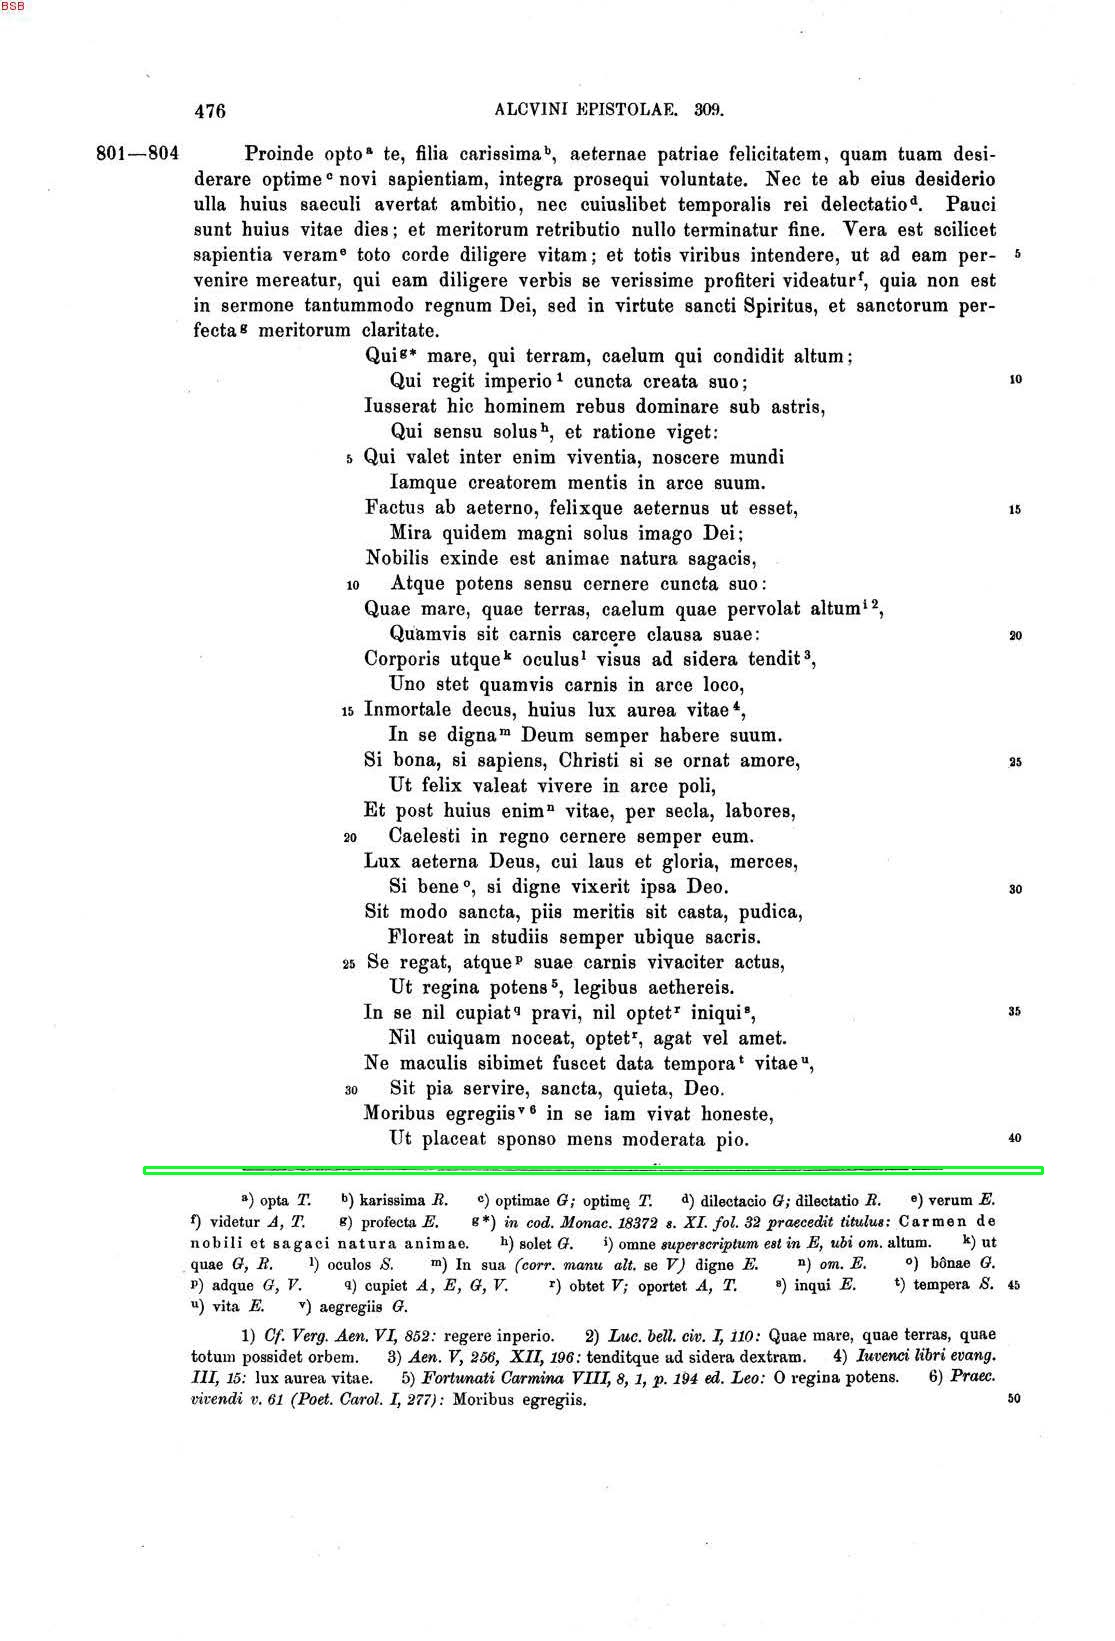 BSB
476 ALCVINI EPISTOLAE. 309.
801—804 Proinde opto a te, filia carissima b, aeternae patriae felicitatem, quam tuam desi-
derare optime c novi sapientiam, integra prosequi voluntate. Nec te ab eius desiderio
ulla huius saeculi avertat ambitio, nec cuiuslibet temporalis rei delectatio d. Pauci
sunt huius vitae dies; et meritorum retributio nullo terminatur fine. Vera est scilicet
sapientia veram e toto corde diligere vitam; et totis viribus intendere, ut ad eam per- 5
venire mereatur, qui eam diligere verbis se verissime profiteri videatur f, quia non est
in sermone tantummodo regnum Dei, sed in virtute sancti Spiritus, et sanctorum per-
fecta g meritorum claritate.
Qui g* mare, qui terram, caelum qui condidit altum;
Qui regit imperio 1 cuncta creata suo; 10
Iusserat hic hominem rebus dominare sub astris,
Qui sensu solus h, et ratione viget:
5 Qui valet inter enim viventia, noscere mundi
Iamque creatorem mentis in arce suum.
Factus ab aeterno, felixque aeternus ut esset, 15
Mira quidem magni solus imago Dei;
Nobilis exinde est animae natura sagacis,
10 Atque potens sensu cernere cuncta suo:
Quae mare, quae terras, caelum quae pervolat altum i 2,
Quamvis sit carnis carcere clausa suae: 20
Corporis utque k oculus l visus ad sidera tendit 3,
Uno stet quamvis carnis in arce loco,
15 Inmortale decus, huius lux aurea vitae 4,
In se digna m Deum semper habere suum.
Si bona, si sapiens, Christi si se ornat amore, 25
Ut felix valeat vivere in arce poli,
Et post huius enim n vitae, per secla, labores,
20 Caelesti in regno cernere semper eum.
Lux aeterna Deus, cui laus et gloria, merces,
Si bene o, si digne vixerit ipsa Deo. 30
Sit modo sancta, piis meritis sit casta, pudica,
Floreat in studiis semper ubique sacris.
25 Se regat, atque p suae carnis vivaciter actus,
Ut regina potens 5, legibus aethereis.
In se nil cupiat q pravi, nil optet r iniqui s, 35
Nil cuiquam noceat, optet r, agat vel amet.
Ne maculis sibimet fuscet data tempora t vitae u,
30 Sit pia servire, sancta, quieta, Deo.
Moribus egregiis v 6 in se iam vivat honeste,
Ut placeat sponso mens moderata pio. 40
a) opta T. b) karissima R. c) optimae G; optimę T. d) dilectacio G; dilectatio R. e) verum E.
f) videtur A, T. g) profecta E. g*) in cod. Monac. 18372 s. XI. fol. 32 praecedit titulus: Carmen de
nobili et sagaci natura animae. h) solet G. i) omne superscriptum est in E, ubi om. altum. k) ut
quae G, R. l) oculos S. m) In sua (corr. manu alt. se V) digne E. n) om. E. o) bônae G.
p) adque G, V. q) cupiet A, E, G, V. r) obtet V; oportet A, T. s) inqui E. t) tempera S. 45
u) vita E. v) aegregiis G.
1) Cf. Verg. Aen. VI, 852: regere inperio. 2) Luc. bell. civ. I, 110: Quae mare, quae terras, quae
totum possidet orbem. 3) Aen. V, 256, XII, 196: tenditque ad sidera dextram. 4) Iuvenci libri evang.
III, 15: lux aurea vitae. 5) Fortunati Carmina VIII, 8, 1, p. 194 ed. Leo: O regina potens. 6) Praec.
vivendi v. 61 (Poet. Carol. I, 277): Moribus egregiis. 50